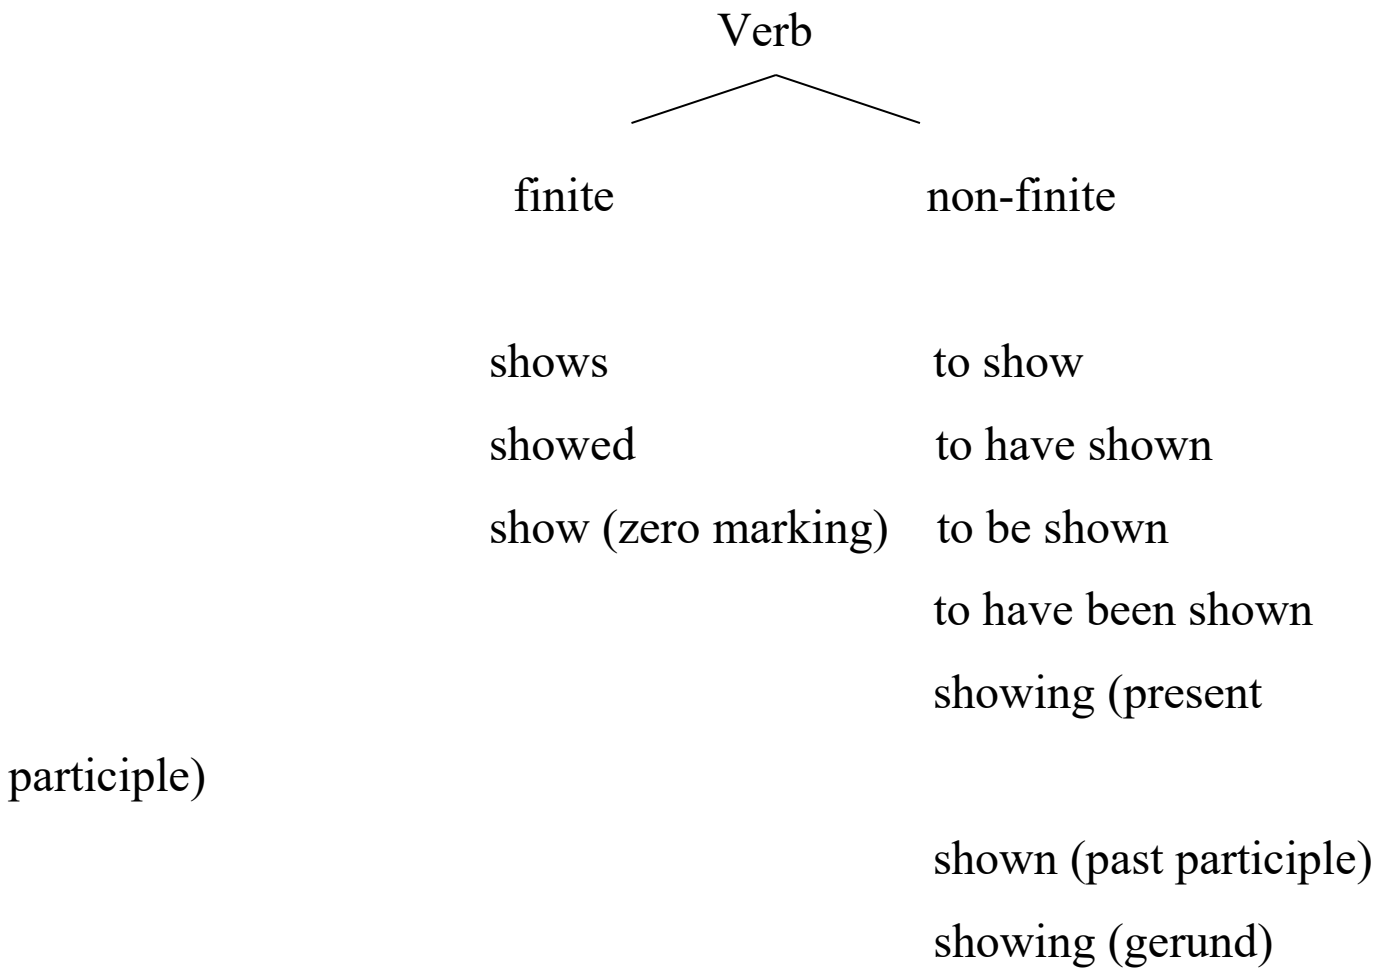 Verb
finite non-finite
shows to show
showed to have shown
show (zero marking) to be shown
to have been shown
showing (present
participle)
shown (past participle)
showing (gerund)